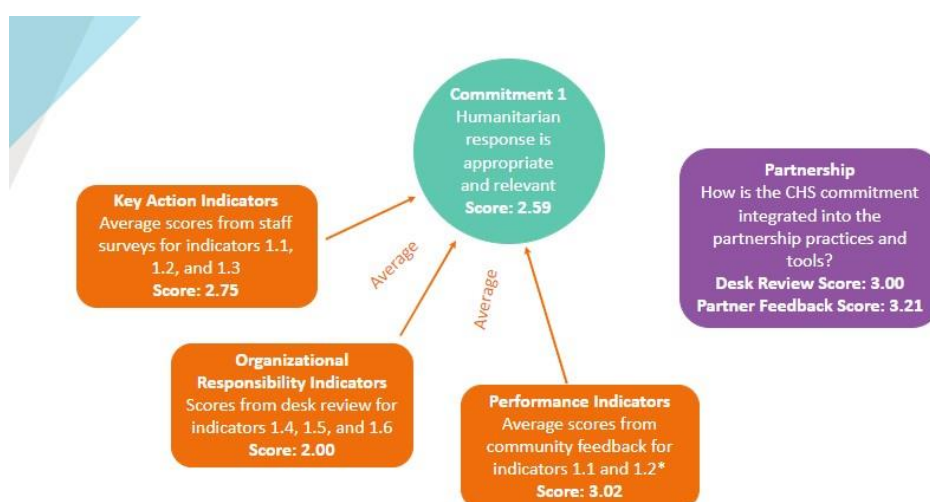 Commitment 1
Humanitarian
response is
appropriate
and relevant
Score: 2.59
Partnership
How is the CHS commitment
integrated into the
partnership practices and
tools?
Desk Review Score: 3.00
Partner Feedback Score: 3.21
Key Action Indicators
Average scores from staff
surveys for indicators 1.1,
1.2, and 1.3
Score: 2.75
Average
Average
Organizational
Responsibility Indicators
Scores from desk review for
indicators 1.4, 1.5, and 1.6
Score: 2.00
Performance Indicators
Average scores from
community feedback for
indicators 1.1 and 1.2*
Score: 3.02